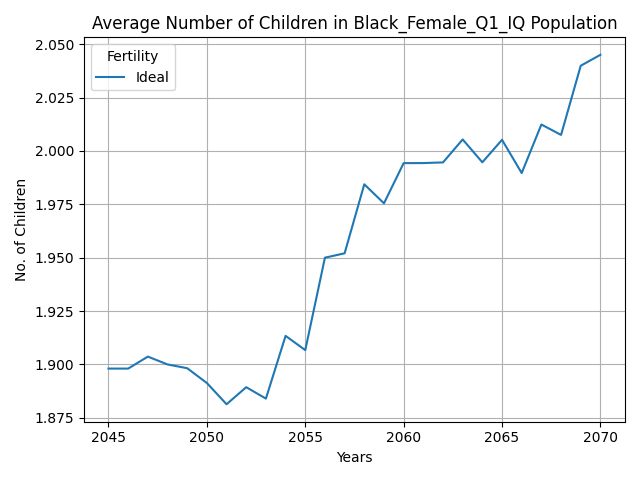 Average Number of Children in Black_Female_Q1_IQ Population
Fertility
Ideal
No. of Children
2.050
2.025
2.000
1.975
1.950
1.925
1.900
1.875
2045 2050 2055 2060 2065 2070
Years